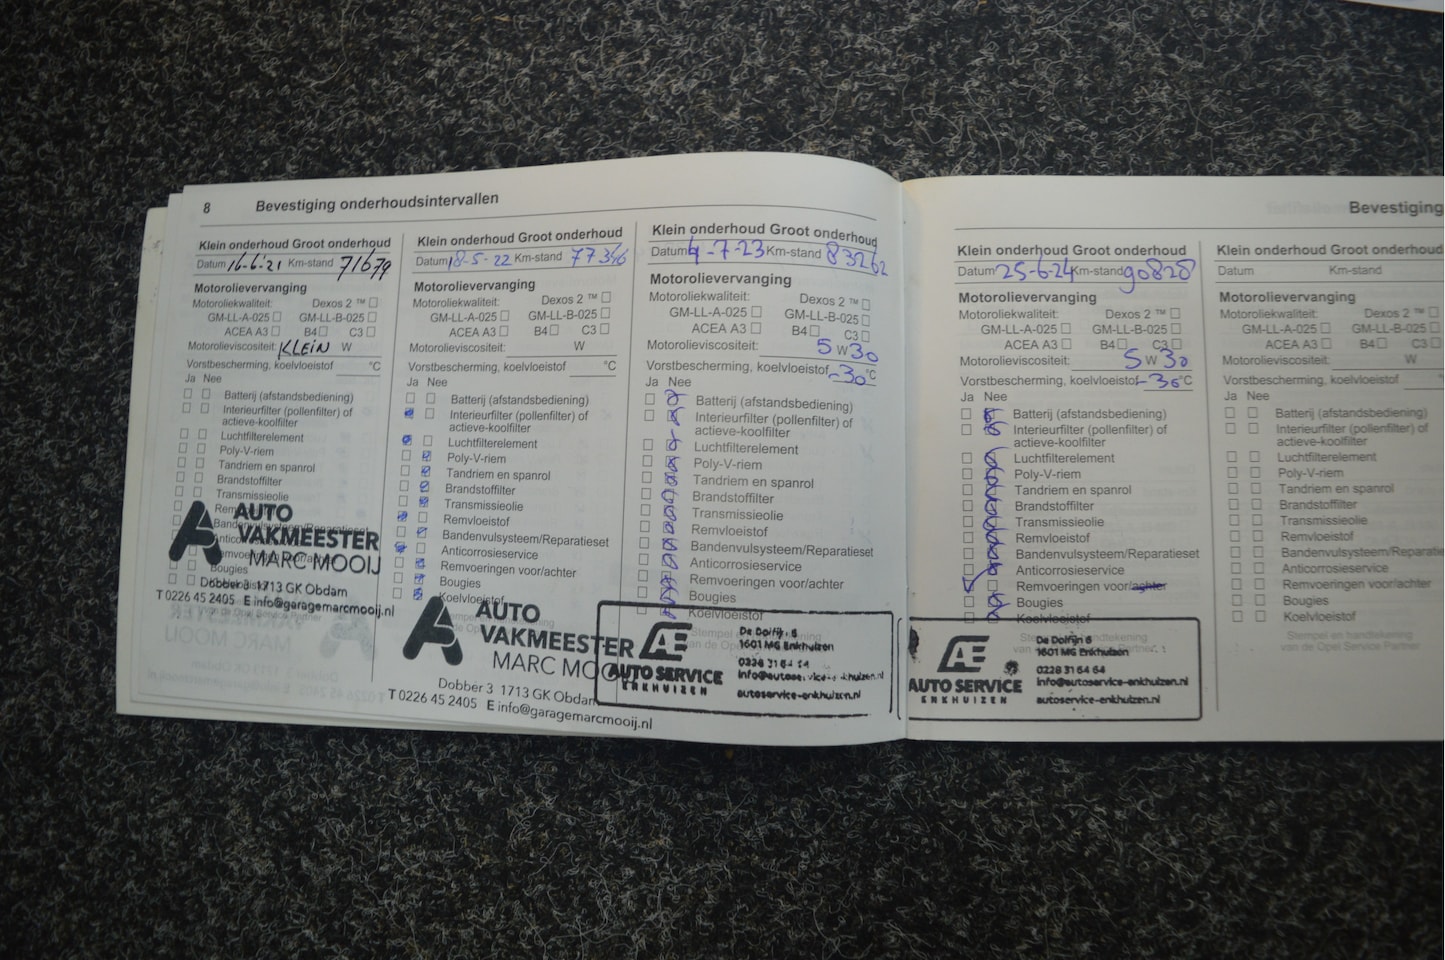 8 Bevestiging onderhoudsintervallen
Klein onderhoud Groot onderhoud
Datum 16-6-21 Km-stand 71679
Motorolievervanging
Motoroliekwaliteit: Dexos 2 ™ ☐
GM-LL-A-025 ☐ GM-LL-B-025 ☐
ACEA A3 ☐ B4 ☐ C3 ☐
Motorolieviscositeit: KLEIN W
Vorstbescherming, koelvloeistof °C
Ja Nee
Batterij (afstandsbediening)
Interieurfilter (pollenfilter) of
actieve-koolfilter
Luchtfilterelement
Poly-V-riem
Tandriem en spanrol
Brandstoffilter
Transmissieolie
Bandenvulsysteem/Reparatieset
Bougies
AUTO
VAKMEESTER
MARC MOOIJ
Dobber 3 1713 GK Obdam
T 0226 45 2405 E info@garagemarcmooij.nl
Klein onderhoud Groot onderhoud
Datum 18-5-22 Km-stand 77346
Motorolievervanging
Motoroliekwaliteit: Dexos 2 ™ ☐
GM-LL-A-025 ☐ GM-LL-B-025 ☐
ACEA A3 ☐ B4 ☐ C3 ☐
Motorolieviscositeit: W
Vorstbescherming, koelvloeistof °C
Ja Nee
Batterij (afstandsbediening)
Interieurfilter (pollenfilter) of
actieve-koolfilter
Luchtfilterelement
Poly-V-riem
Tandriem en spanrol
Brandstoffilter
Transmissieolie
Remvloeistof
Bandenvulsysteem/Reparatieset
Anticorrosieservice
Remvoeringen voor/achter
Bougies
Koelvloeistof
AUTO
VAKMEESTER
MARC MOOIJ
Dobber 3 1713 GK Obdam
T 0226 45 2405 E info@garagemarcmooij.nl
Klein onderhoud Groot onderhoud
Datum 4-7-23 Km-stand 83262
Motorolievervanging
Motoroliekwaliteit: Dexos 2 ™ ☐
GM-LL-A-025 ☐ GM-LL-B-025 ☐
ACEA A3 ☐ B4 ☐ C3 ☐
Motorolieviscositeit: 5 W 30
Vorstbescherming, koelvloeistof -30 °C
Ja Nee
Batterij (afstandsbediening)
Interieurfilter (pollenfilter) of
actieve-koolfilter
Luchtfilterelement
Poly-V-riem
Tandriem en spanrol
Brandstoffilter
Transmissieolie
Remvloeistof
Bandenvulsysteem/Reparatieset
Anticorrosieservice
Remvoeringen voor/achter
Bougies
Koelvloeistof
AE
AUTO SERVICE
ENKHUIZEN
De Dolfijn 6
1601 MG Enkhuizen
autoservice-enkhuizen.nl
Bevestiging
Klein onderhoud Groot onderhoud
Datum 25-6-24 Km-stand 90828
Motorolievervanging
Motoroliekwaliteit: Dexos 2 ™ ☐
GM-LL-A-025 ☐ GM-LL-B-025 ☐
ACEA A3 ☐ B4 ☐ C3 ☐
Motorolieviscositeit: 5 W 30
Vorstbescherming, koelvloeistof -30 °C
Ja Nee
Batterij (afstandsbediening)
Interieurfilter (pollenfilter) of
actieve-koolfilter
Luchtfilterelement
Poly-V-riem
Tandriem en spanrol
Brandstoffilter
Transmissieolie
Remvloeistof
Bandenvulsysteem/Reparatieset
Anticorrosieservice
Remvoeringen voor/achter
Bougies
Koelvloeistof
AE
AUTO SERVICE
ENKHUIZEN
De Dolfijn 6
1601 MG Enkhuizen
0228 31 64 64
info@autoservice-enkhuizen.nl
autoservice-enkhuizen.nl
Klein onderhoud Groot onderhoud
Datum Km-stand
Motorolievervanging
Motoroliekwaliteit: Dexos 2 ™
GM-LL-A-025 ☐ GM-LL-B-025
ACEA A3 ☐ B4 ☐ C3
Motorolieviscositeit: W
Vorstbescherming, koelvloeistof
Ja Nee
Batterij (afstandsbediening)
Interieurfilter (pollenfilter) of
actieve-koolfilter
Luchtfilterelement
Poly-V-riem
Tandriem en spanrol
Brandstoffilter
Transmissieolie
Remvloeistof
Bandenvulsysteem/Reparatie
Anticorrosieservice
Remvoeringen voor/achter
Bougies
Koelvloeistof
Stempel en handtekening
van de Opel Service Partner